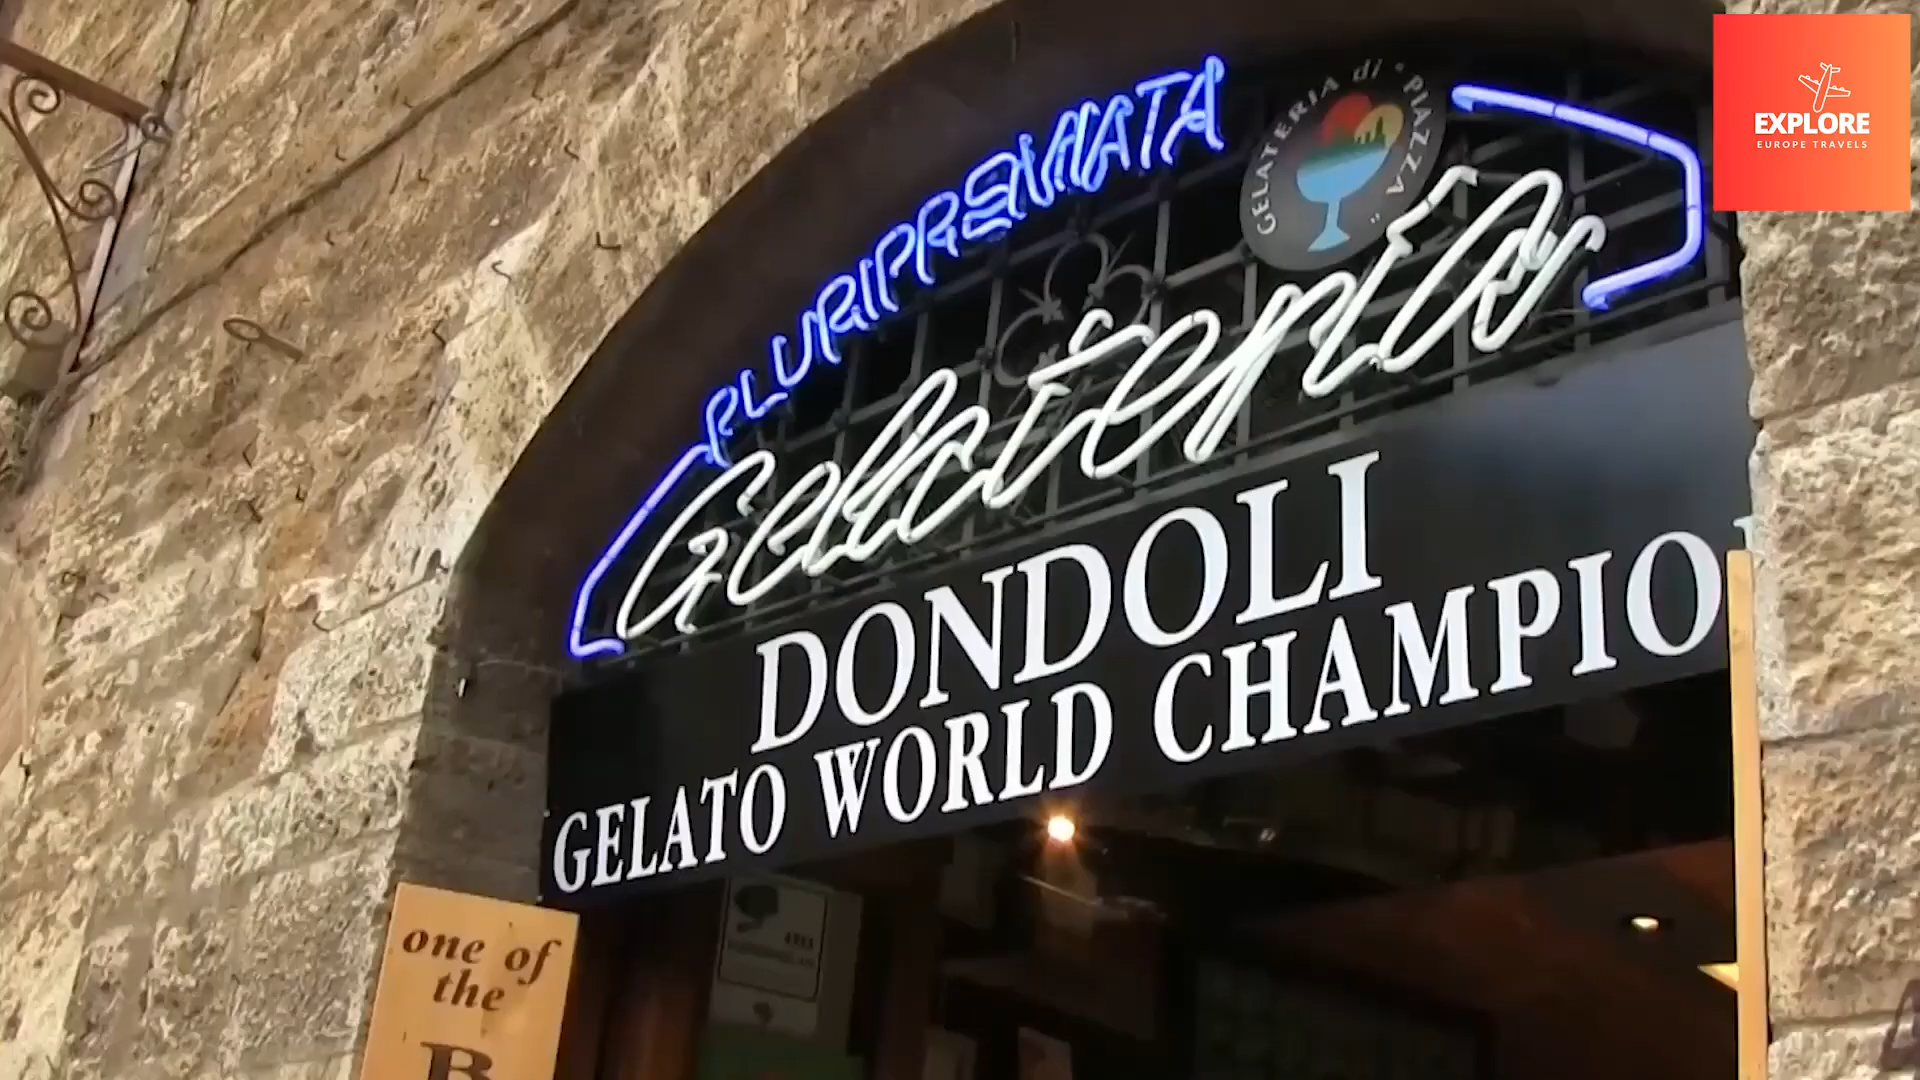 PLURIPREMIATA
GELATERIA di "PIAZZA"
Gelateria
DONDOLI
GELATO WORLD CHAMPIO
one of
the
B
EXPLORE
EUROPE TRAVELS